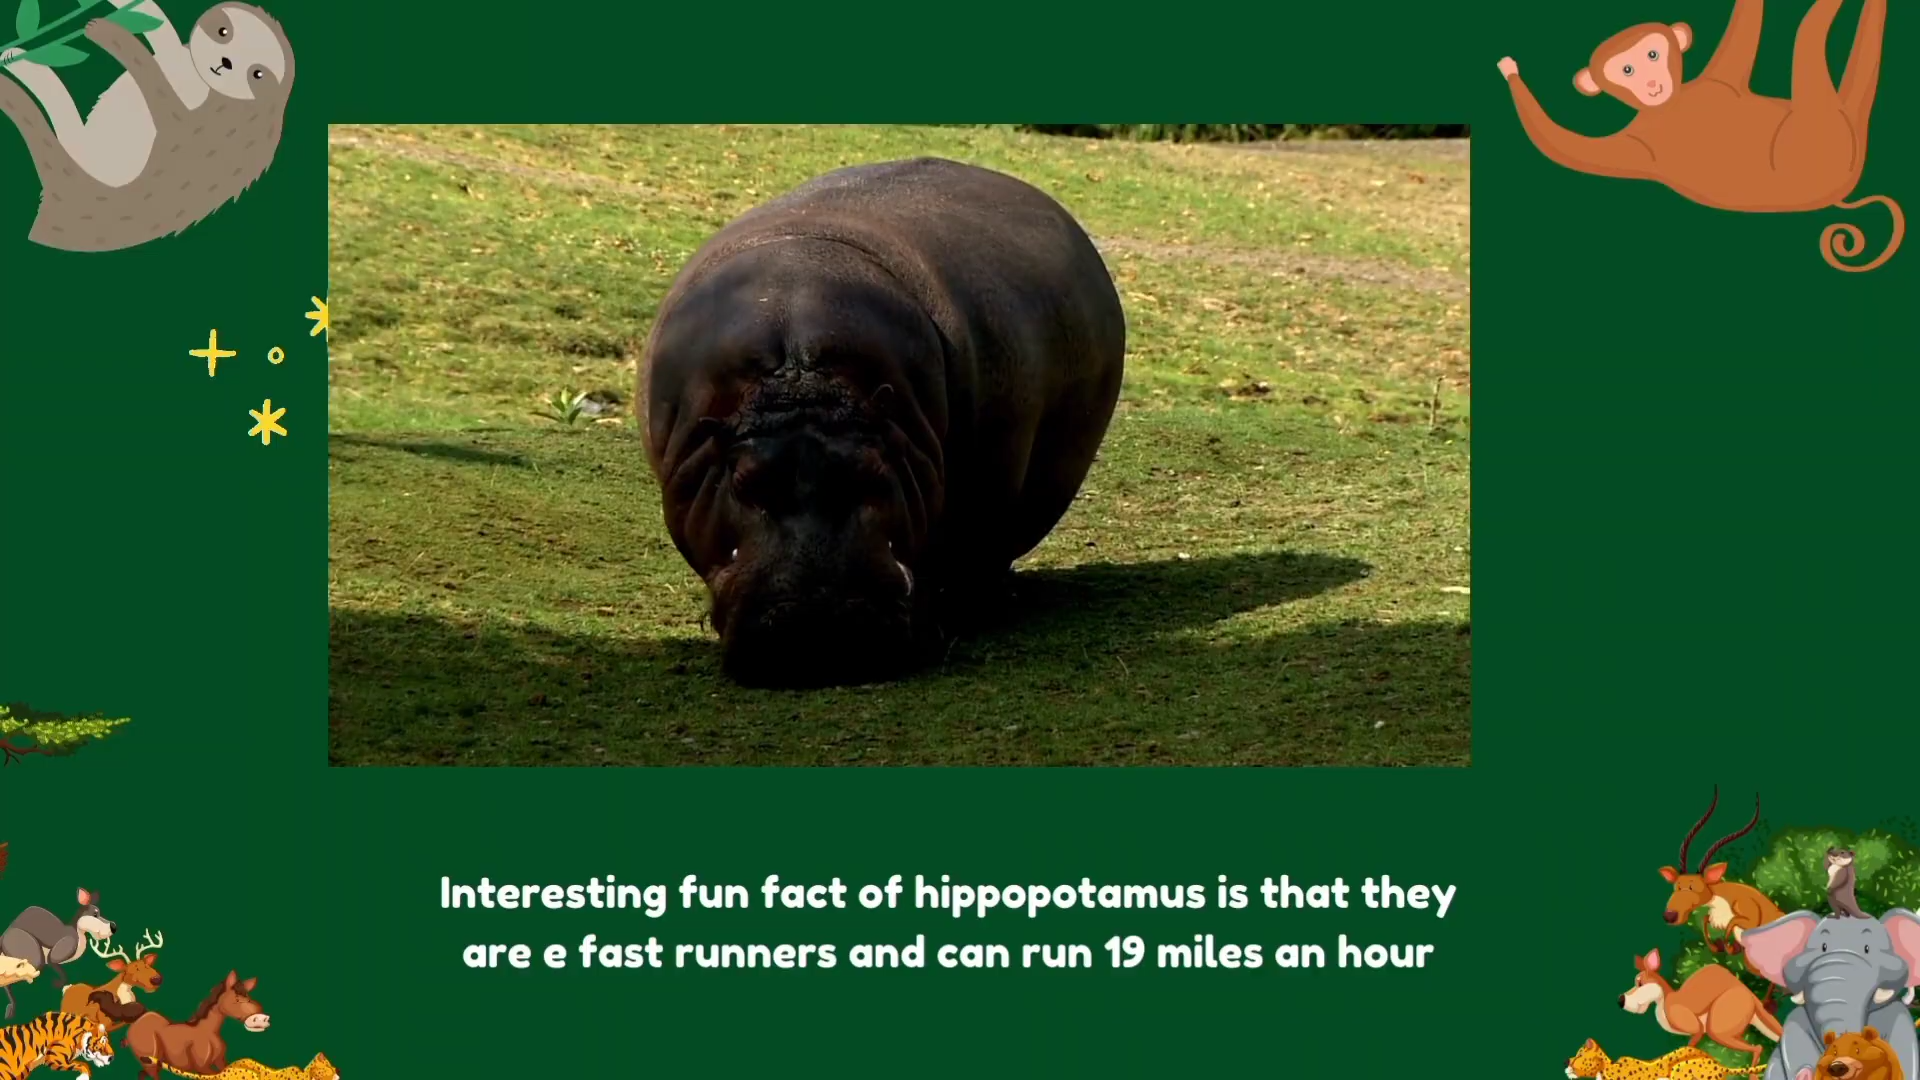 Interesting fun fact of hippopotamus is that they
are e fast runners and can run 19 miles an hour